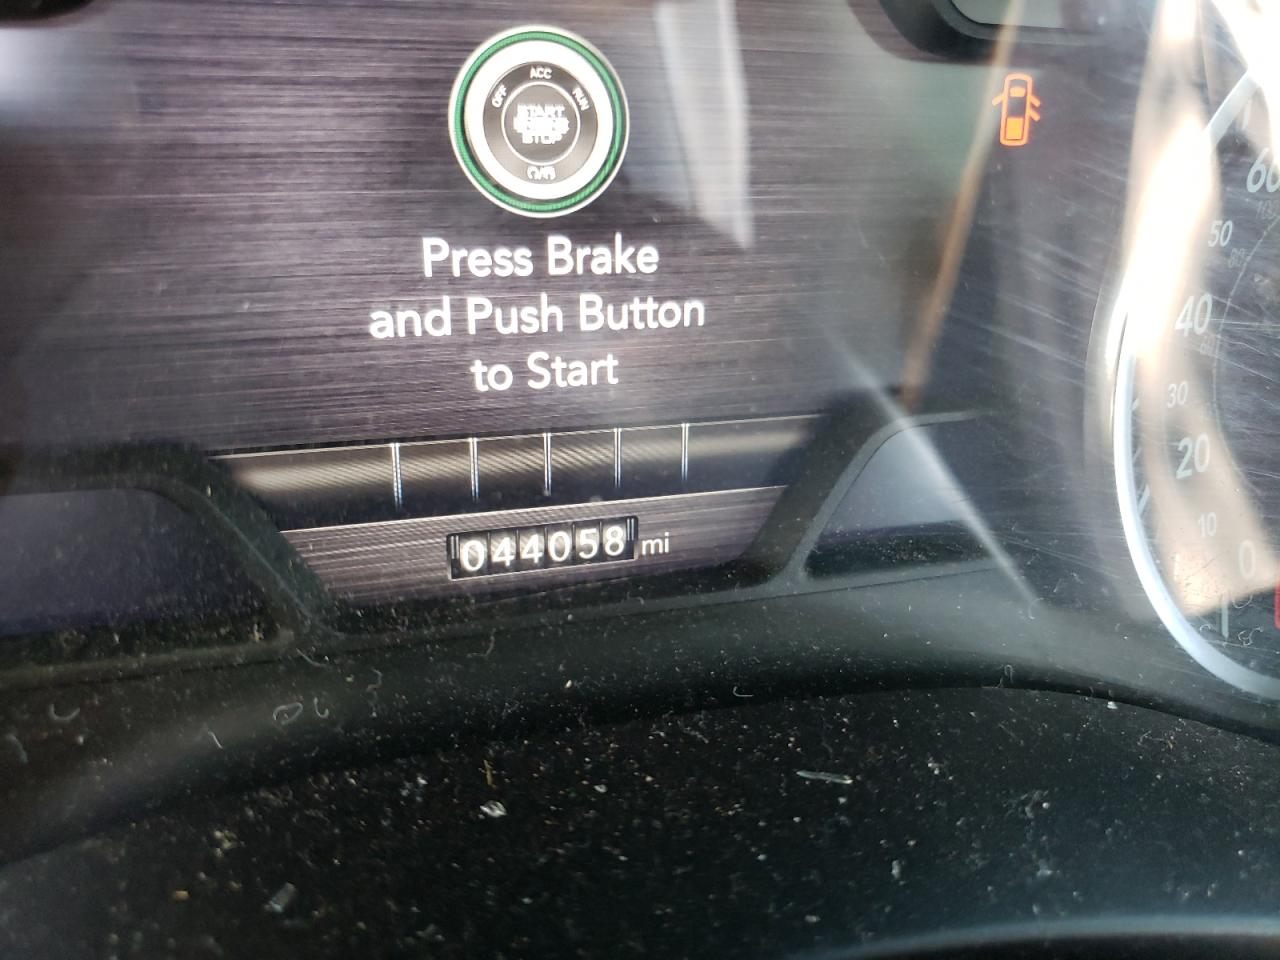 ACC
OFF
RUN
START
STOP
Press Brake
and Push Button
to Start
044058 mi
60
50
40
30
20
10
0